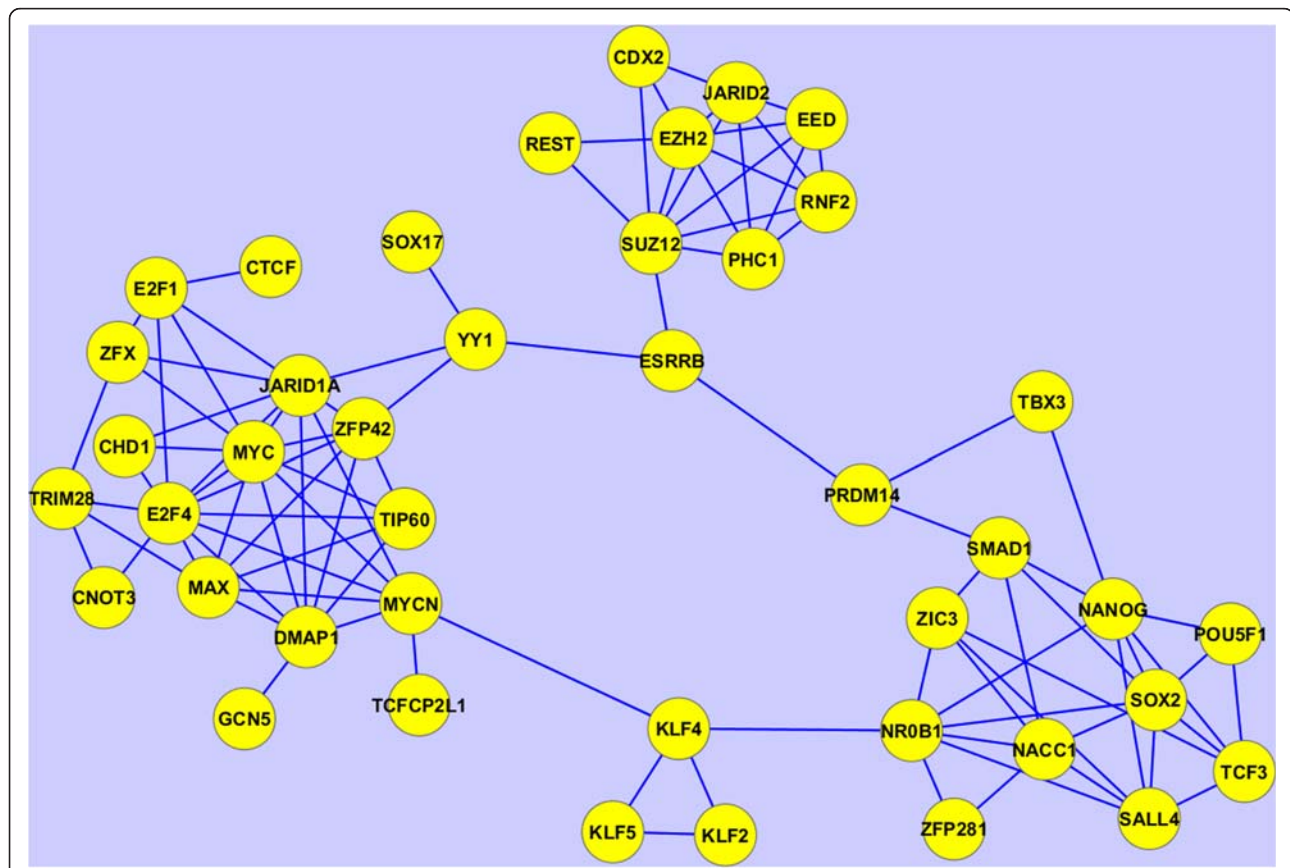 CDX2
JARID2
EED
REST
EZH2
RNF2
SUZ12
PHC1
SOX17
CTCF
E2F1
YY1
ZFX
ESRRB
JARID1A
TBX3
ZFP42
CHD1
MYC
PRDM14
TRIM28
E2F4
TIP60
SMAD1
MAX
CNOT3
MYCN
ZIC3
NANOG
POU5F1
DMAP1
SOX2
TCFCP2L1
GCN5
KLF4
NR0B1
NACC1
TCF3
SALL4
ZFP281
KLF5
KLF2